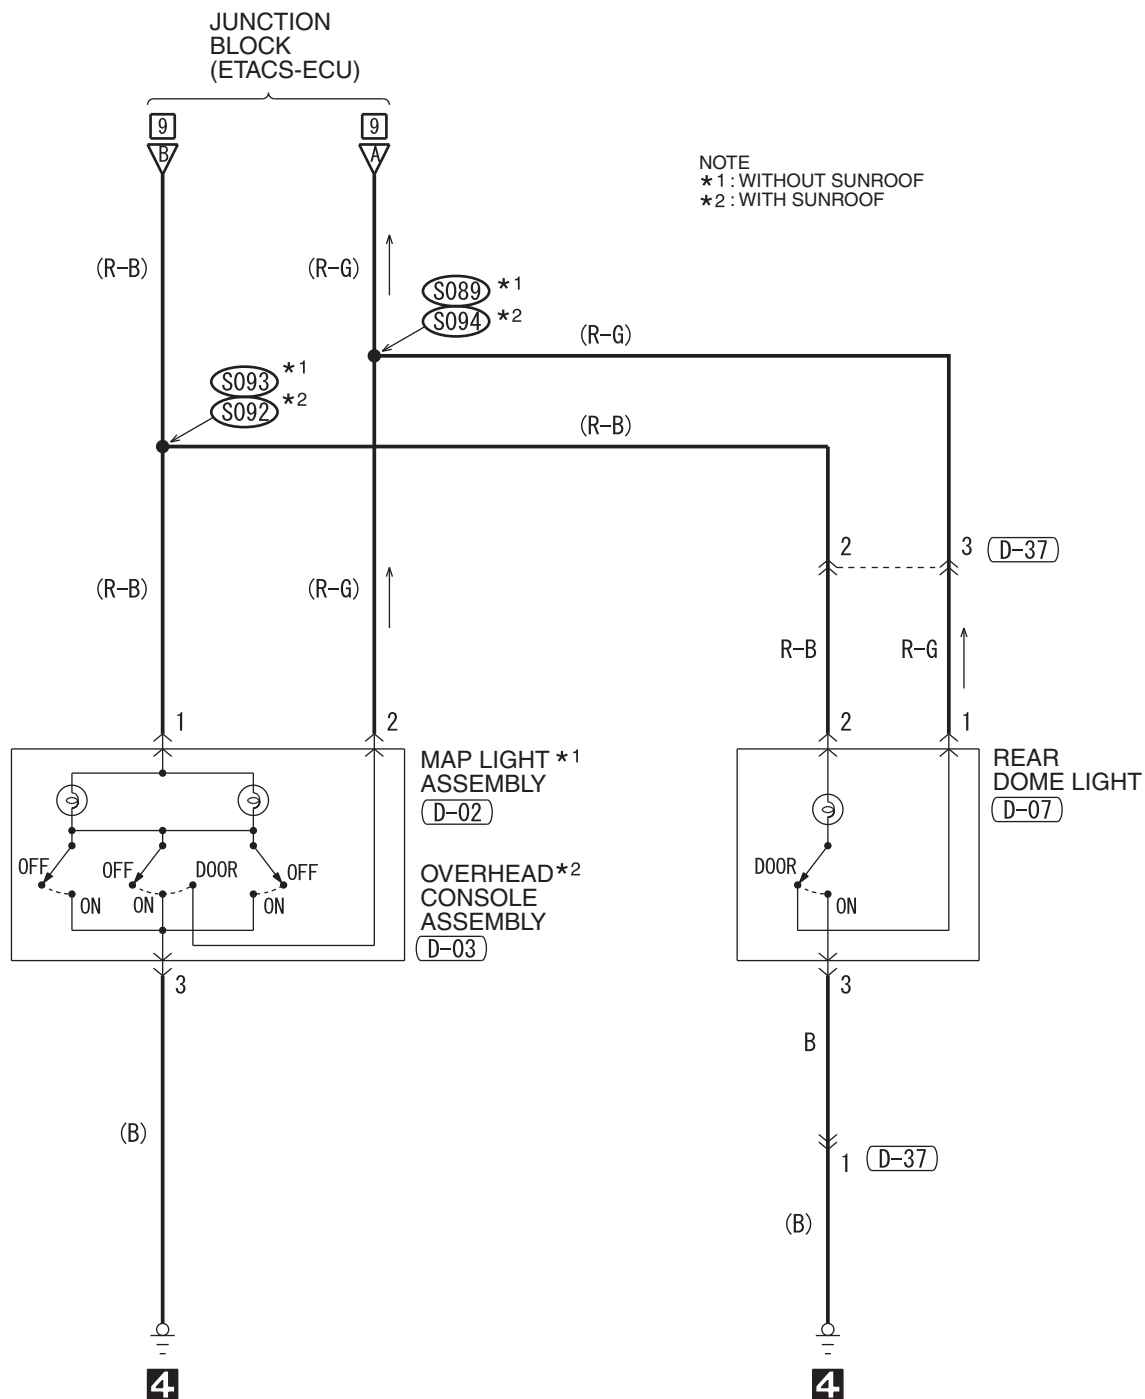 JUNCTION
BLOCK
(ETACS-ECU)
9
9
B
A
NOTE
*1 : WITHOUT SUNROOF
*2 : WITH SUNROOF
(R-B)
(R-G)
S089 *1
S094 *2
(R-G)
S093 *1
S092 *2
(R-B)
2
3
D-37
(R-B)
(R-G)
R-B
R-G
1
2
2
1
MAP LIGHT *1
ASSEMBLY
D-02
OVERHEAD *2
CONSOLE
ASSEMBLY
D-03
OFF
OFF
DOOR
OFF
ON
ON
ON
REAR
DOME LIGHT
D-07
DOOR
ON
3
3
B
(B)
1
D-37
(B)
4
4